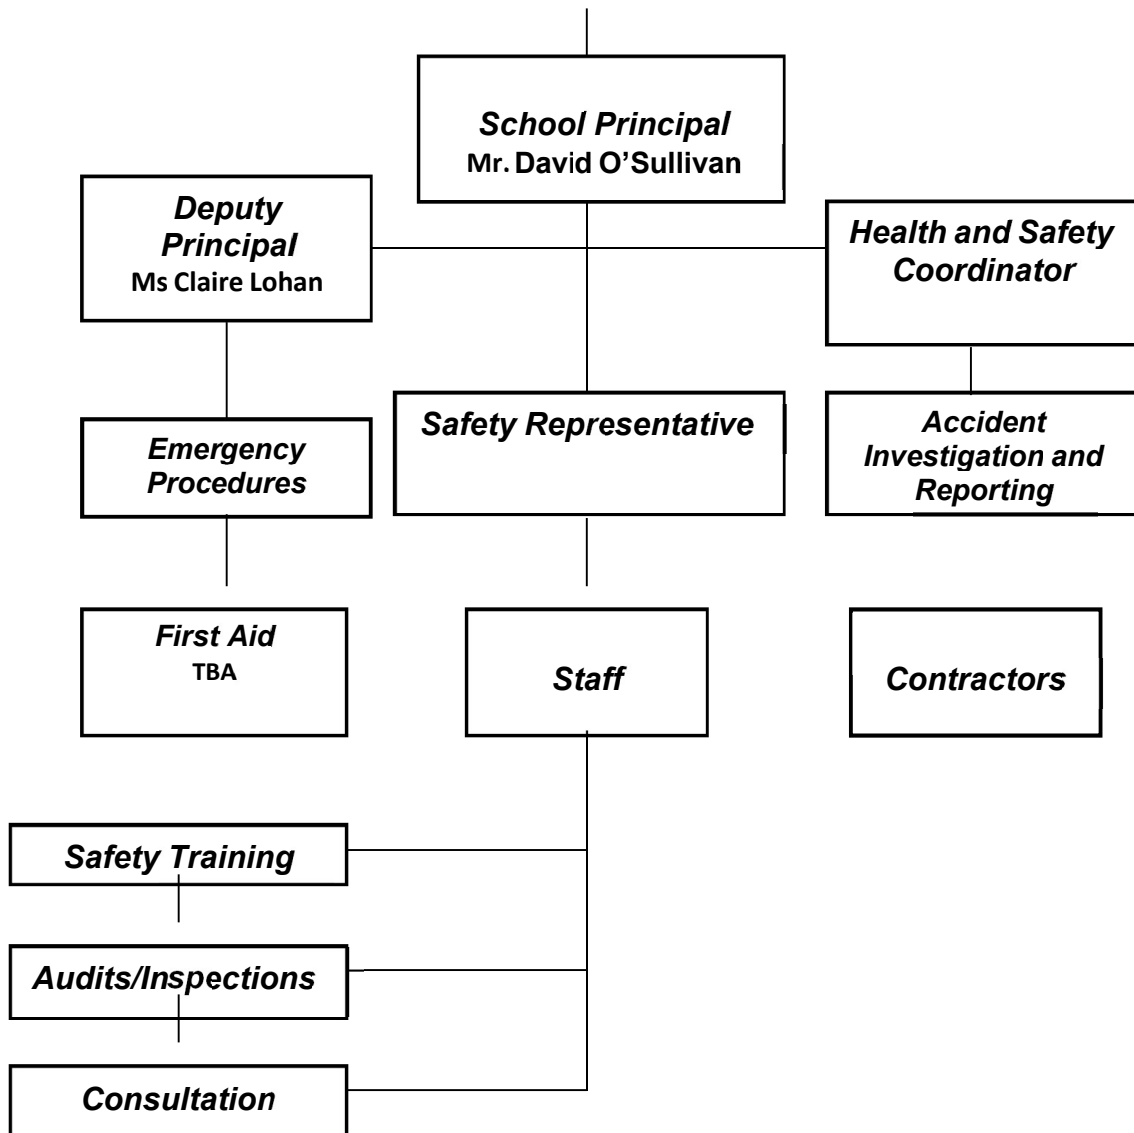 School Principal
Mr. David O’Sullivan
Deputy
Principal
Ms Claire Lohan
Health and Safety
Coordinator
Emergency
Procedures
Safety Representative
Accident
Investigation and
Reporting
First Aid
TBA
Staff
Contractors
Safety Training
Audits/Inspections
Consultation